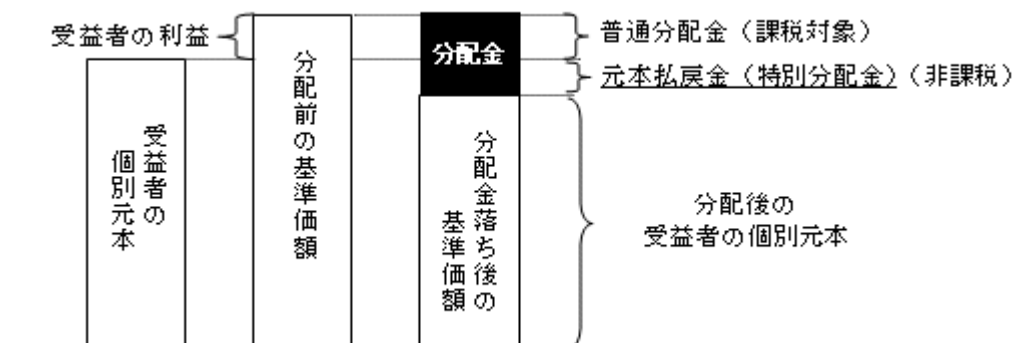 受益者の利益
受益者の
個別元本
分配前の基準価額
分配金
分配金落ち後の
基準価額
普通分配金（課税対象）
元本払戻金（特別分配金）（非課税）
分配後の
受益者の個別元本